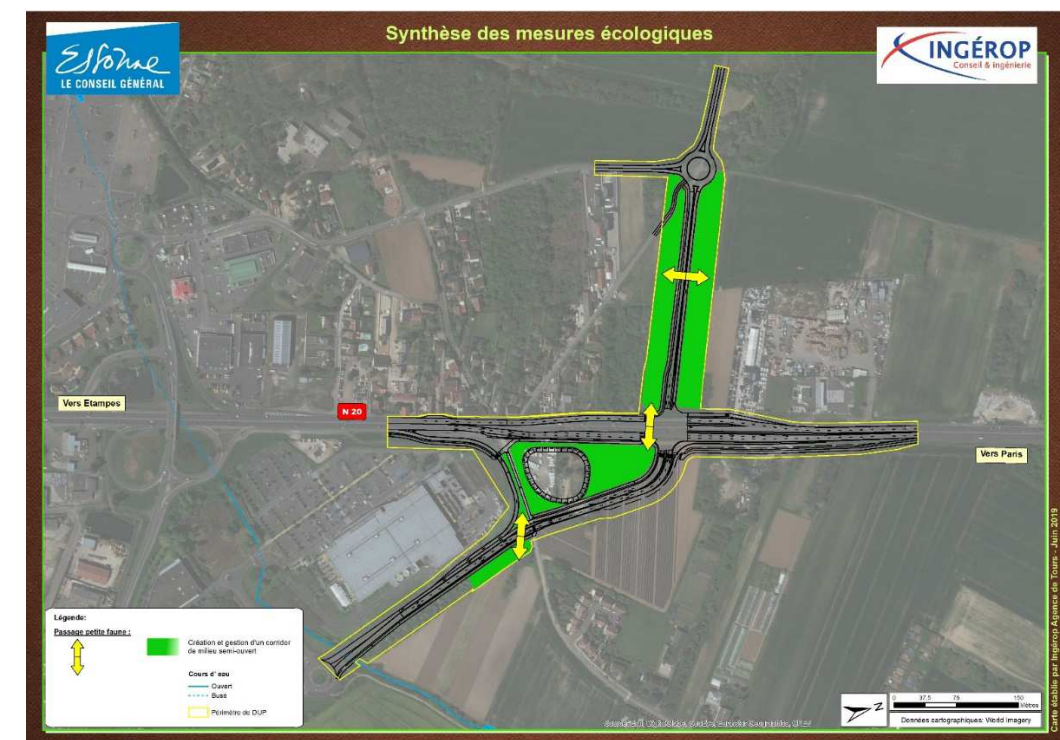 Synthèse des mesures écologiques
Essonne
LE CONSEIL GÉNÉRAL
INGÉROP
Conseil & ingénierie
Vers Etampes
N 20
Vers Paris
Légende:
Passage petite faune :
Création et gestion d'un corridor
de milieu semi-ouvert
Cours d'eau
Ouvert
Busé
Périmètre de DUP
Z
0 37,5 75 150
Mètres
Données cartographiques: World Imagery
Carte établie par Ingérop Agence de Tours - Juin 2019